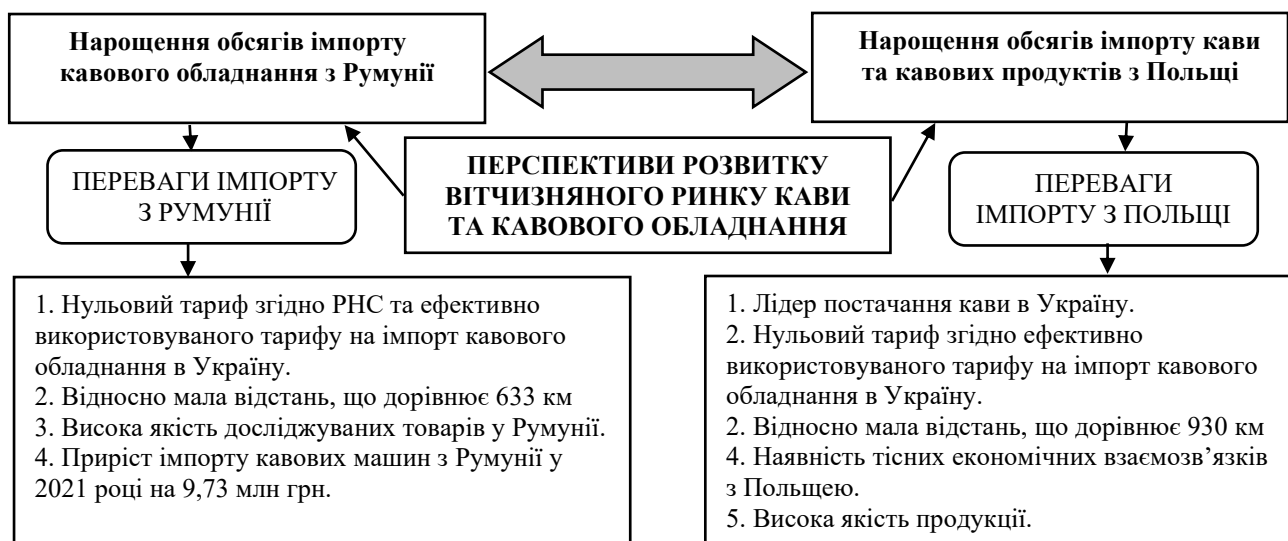 Нарощення обсягів імпорту
кавового обладнання з Румунії
Нарощення обсягів імпорту кави
та кавових продуктів з Польщі
ПЕРСПЕКТИВИ РОЗВИТКУ
ВІТЧИЗНЯНОГО РИНКУ КАВИ
ТА КАВОВОГО ОБЛАДНАННЯ
ПЕРЕВАГИ ІМПОРТУ
З РУМУНІЇ
ПЕРЕВАГИ
ІМПОРТУ З ПОЛЬЩІ
1. Нульовий тариф згідно РНС та ефективно
використовуваного тарифу на імпорт кавового
обладнання в Україну.
2. Відносно мала відстань, що дорівнює 633 км
3. Висока якість досліджуваних товарів у Румунії.
4. Приріст імпорту кавових машин з Румунії у
2021 році на 9,73 млн грн.
1. Лідер постачання кави в Україну.
2. Нульовий тариф згідно ефективно
використовуваного тарифу на імпорт кавового
обладнання в Україну.
2. Відносно мала відстань, що дорівнює 930 км
4. Наявність тісних економічних взаємозв’язків
з Польщею.
5. Висока якість продукції.